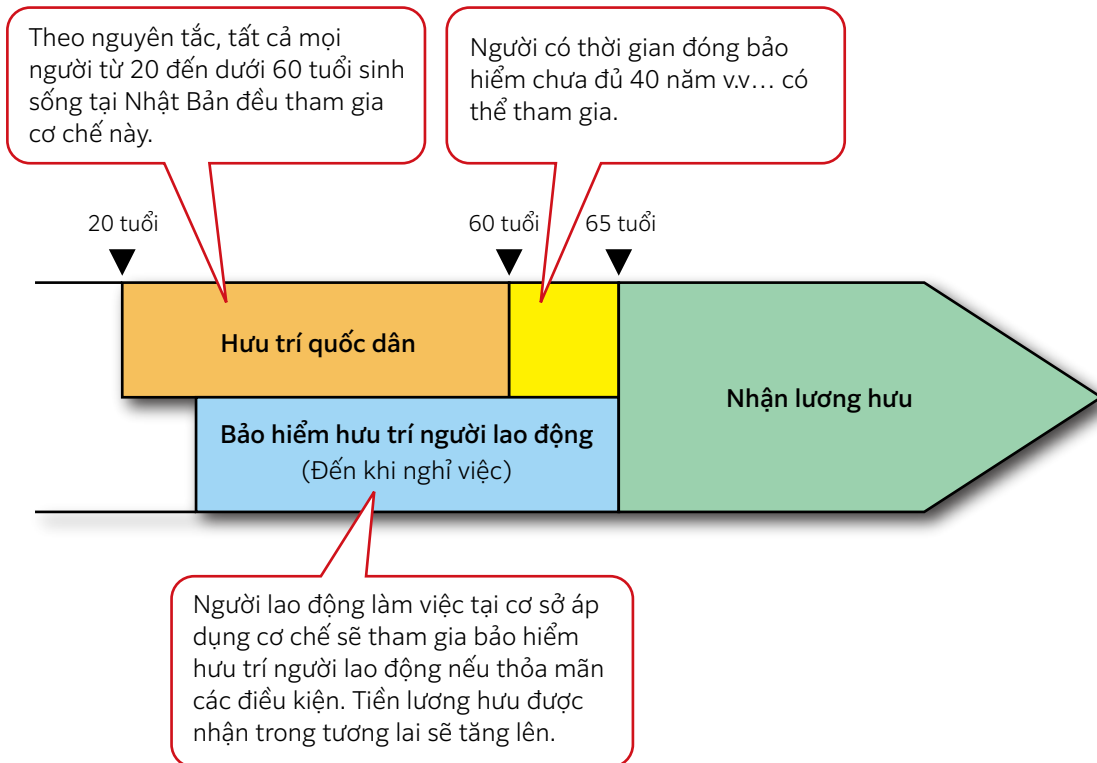 Theo nguyên tắc, tất cả mọi
người từ 20 đến dưới 60 tuổi sinh
sống tại Nhật Bản đều tham gia
cơ chế này.
Người có thời gian đóng bảo
hiểm chưa đủ 40 năm v.v... có
thể tham gia.
20 tuổi
60 tuổi
65 tuổi
Hưu trí quốc dân
Bảo hiểm hưu trí người lao động
(Đến khi nghỉ việc)
Nhận lương hưu
Người lao động làm việc tại cơ sở áp
dụng cơ chế sẽ tham gia bảo hiểm
hưu trí người lao động nếu thỏa mãn
các điều kiện. Tiền lương hưu được
nhận trong tương lai sẽ tăng lên.